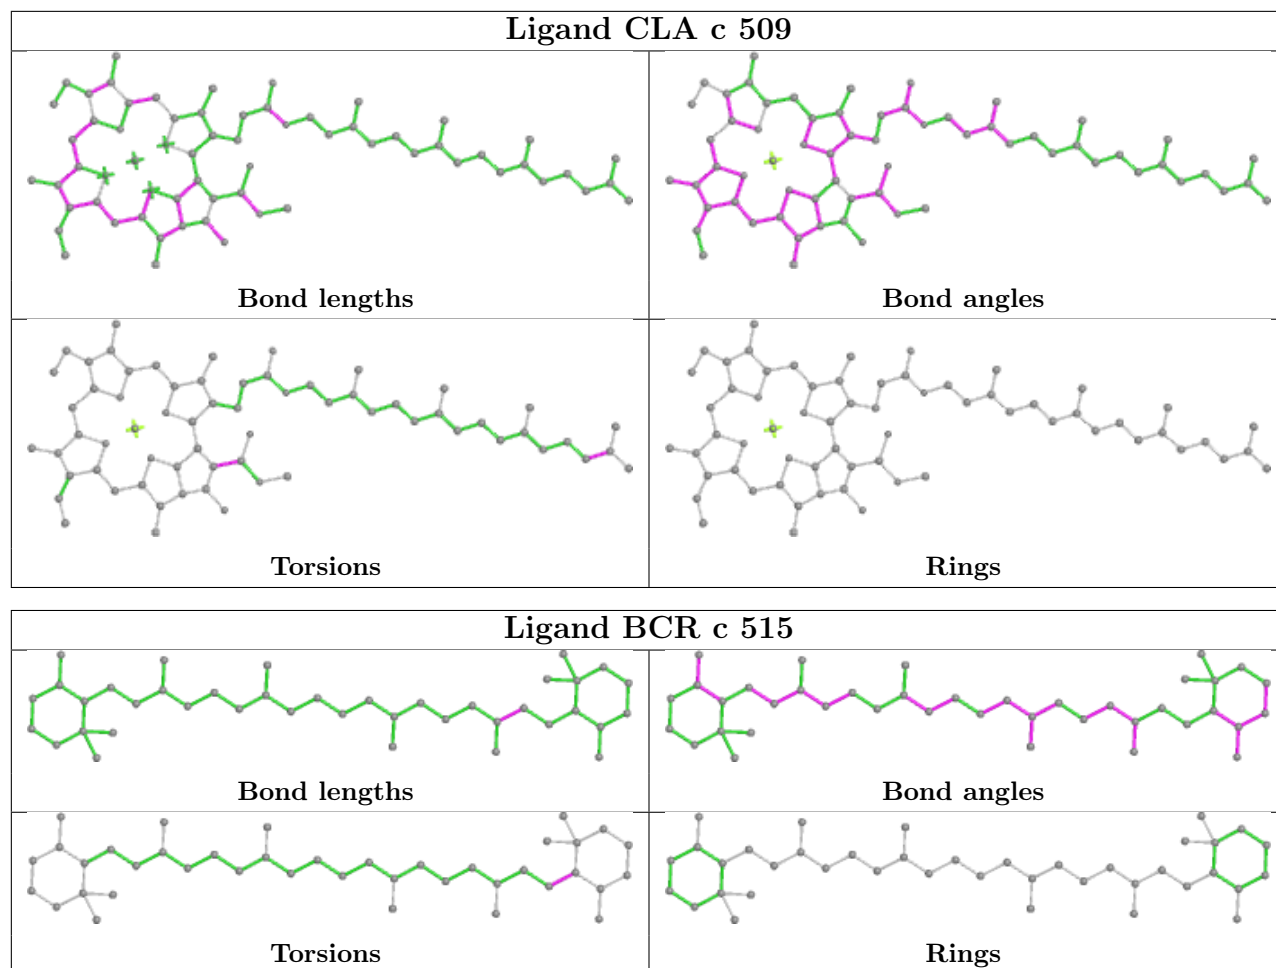 Ligand CLA c 509
Bond lengths
Bond angles
Torsions
Rings
Ligand BCR c 515
Bond lengths
Bond angles
Torsions
Rings